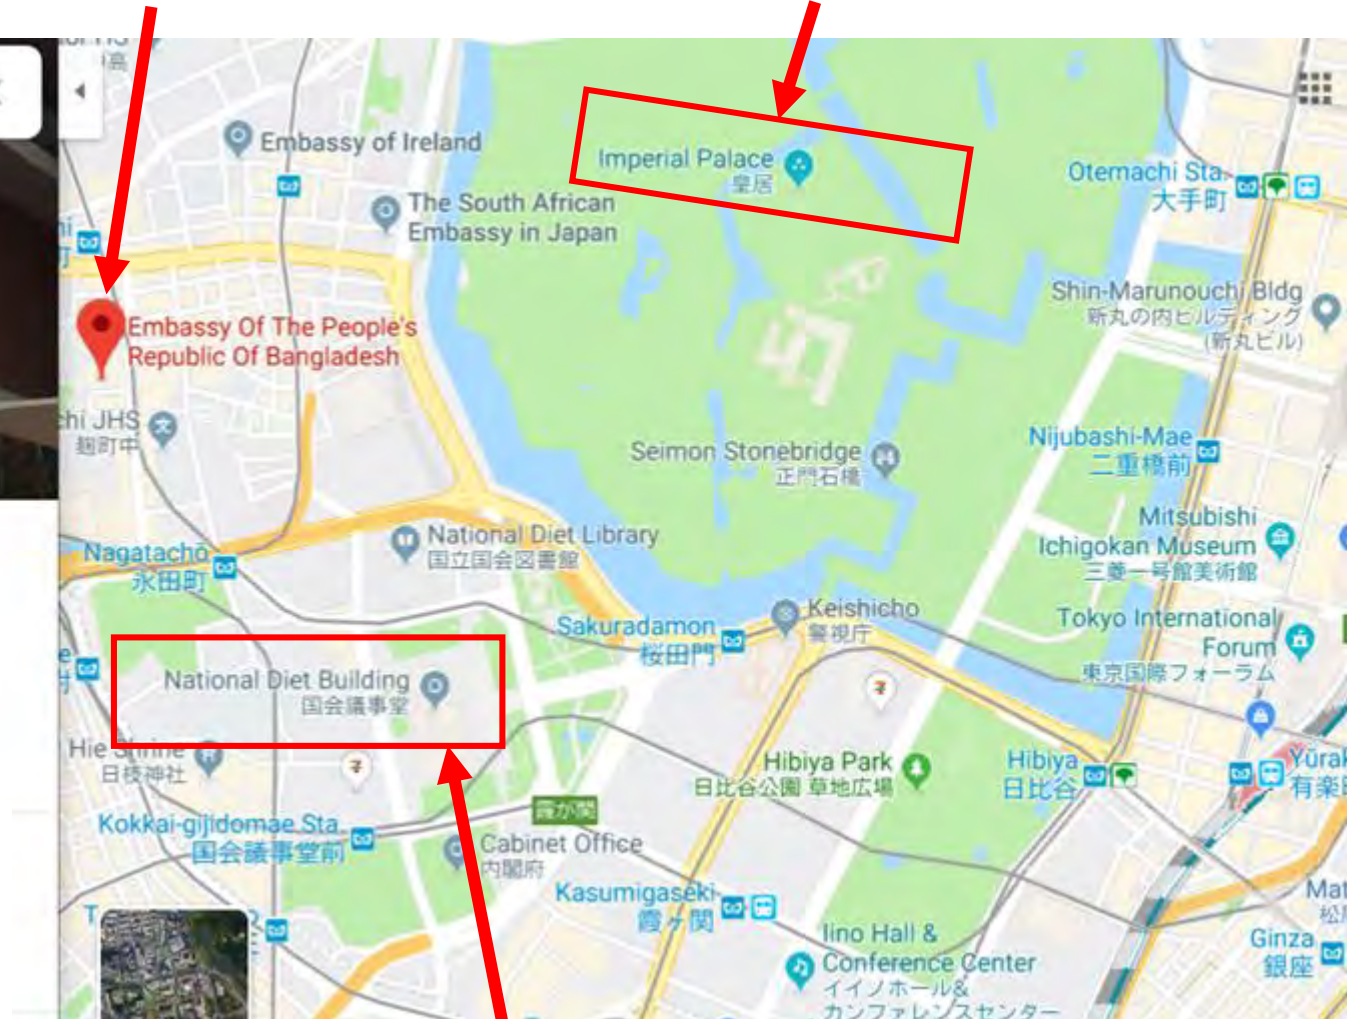 Embassy of Ireland
The South African
Embassy in Japan
Imperial Palace
皇居
Otemachi Sta.
大手町
Shin-Marunouchi Bldg
新丸の内ビルディング
(新丸ビル)
Embassy Of The People's
Republic Of Bangladesh
chi JHS
麹町中
Seimon Stonebridge
正門石橋
Nijubashi-Mae
二重橋前
National Diet Library
国立国会図書館
Mitsubishi
Ichigokan Museum
三菱一号館美術館
Nagatachō
永田町
Sakuradamon
桜田門
Keishicho
警視庁
Tokyo International
Forum
東京国際フォーラム
National Diet Building
国会議事堂
Hie Shrine
日枝神社
Hibiya Park
日比谷公園 草地広場
Hibiya
日比谷
Yūrak
有楽町
Kokkai-gijidomae Sta.
国会議事堂前
霞が関
Cabinet Office
内閣府
Kasumigaseki
霞ケ関
Iino Hall &
Conference Center
イイノホール&
カンファレンスセンター
Mat
松
Ginza
銀座